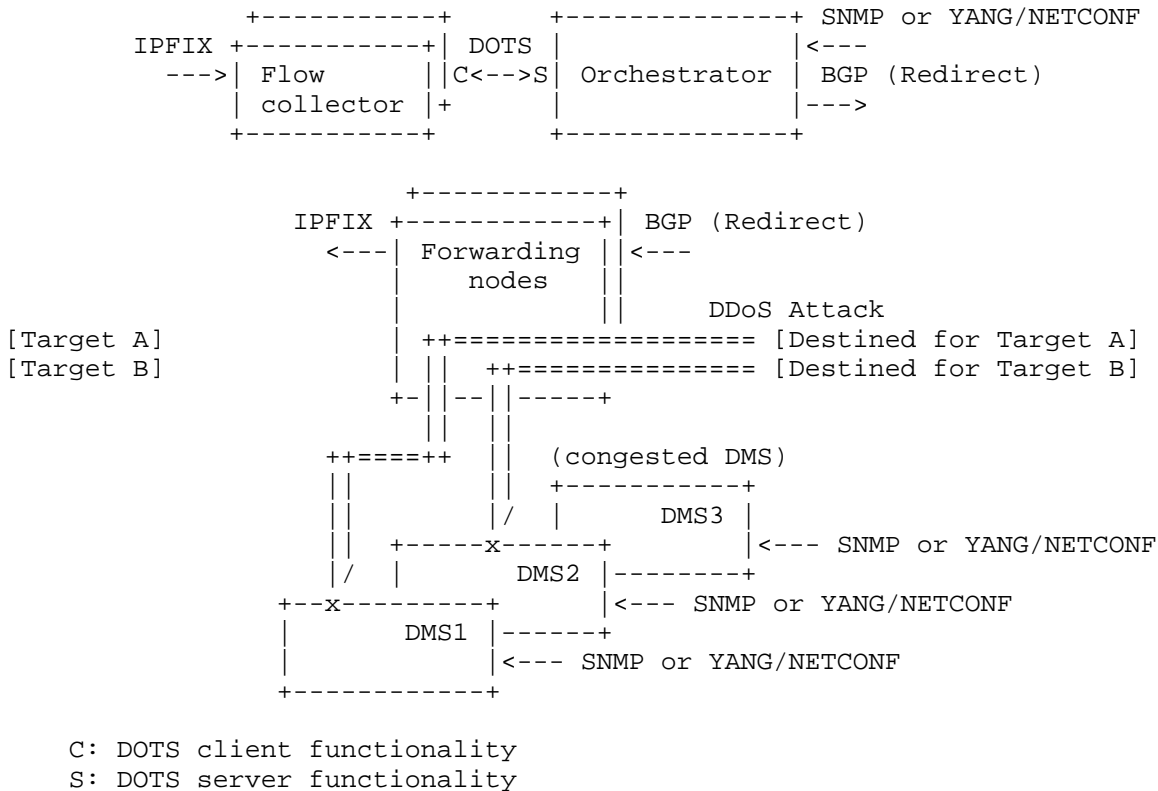 SNMP or YANG/NETCONF
IPFIX DOTS <---
---> Flow C<-->S Orchestrator BGP (Redirect)
collector --->
IPFIX BGP (Redirect)
<--- Forwarding <---
nodes
DDoS Attack
[Target A] ++=================== [Destined for Target A]
[Target B] ++=============== [Destined for Target B]
++====++ (congested DMS)
DMS3
x <--- SNMP or YANG/NETCONF
DMS2
x <--- SNMP or YANG/NETCONF
DMS1
<--- SNMP or YANG/NETCONF
C: DOTS client functionality
S: DOTS server functionality